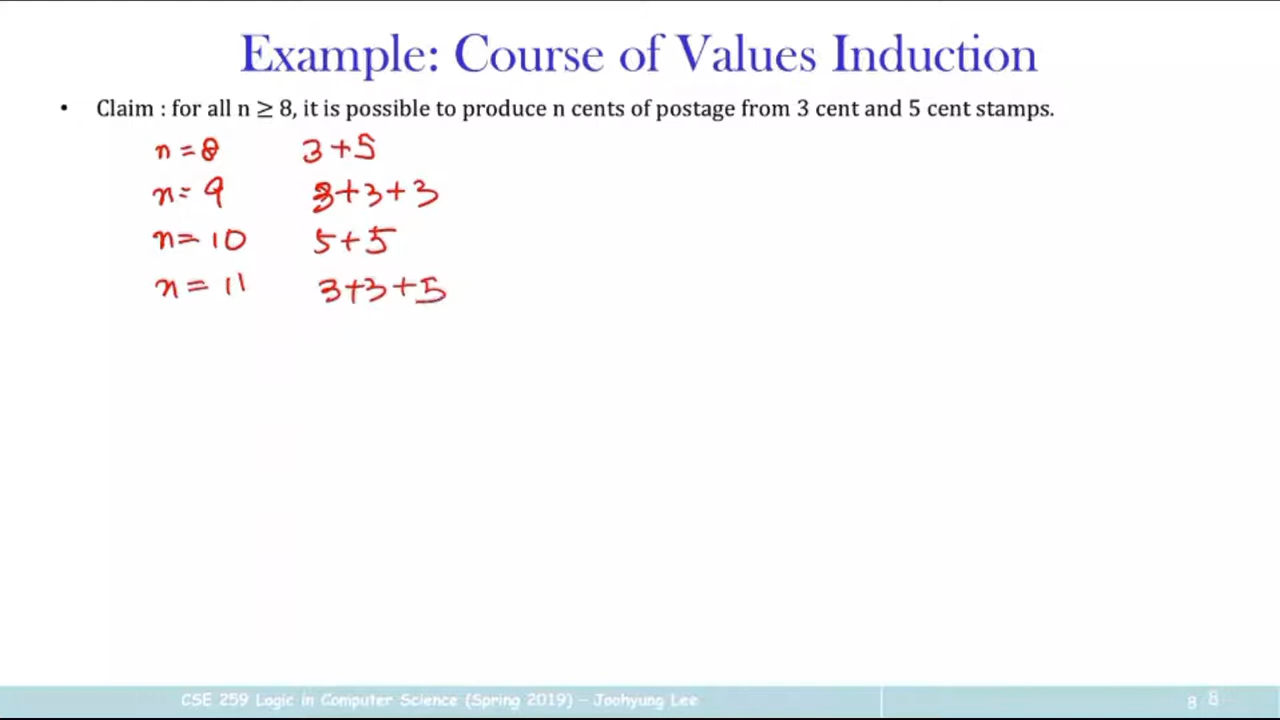 Example: Course of Values Induction
• Claim : for all n ≥ 8, it is possible to produce n cents of postage from 3 cent and 5 cent stamps.
n = 8 3 + 5
n = 9 3 + 3 + 3
n = 10 5 + 5
n = 11 3 + 3 + 5
CSE 259 Logic in Computer Science (Spring 2019) – Joohyung Lee 8 8